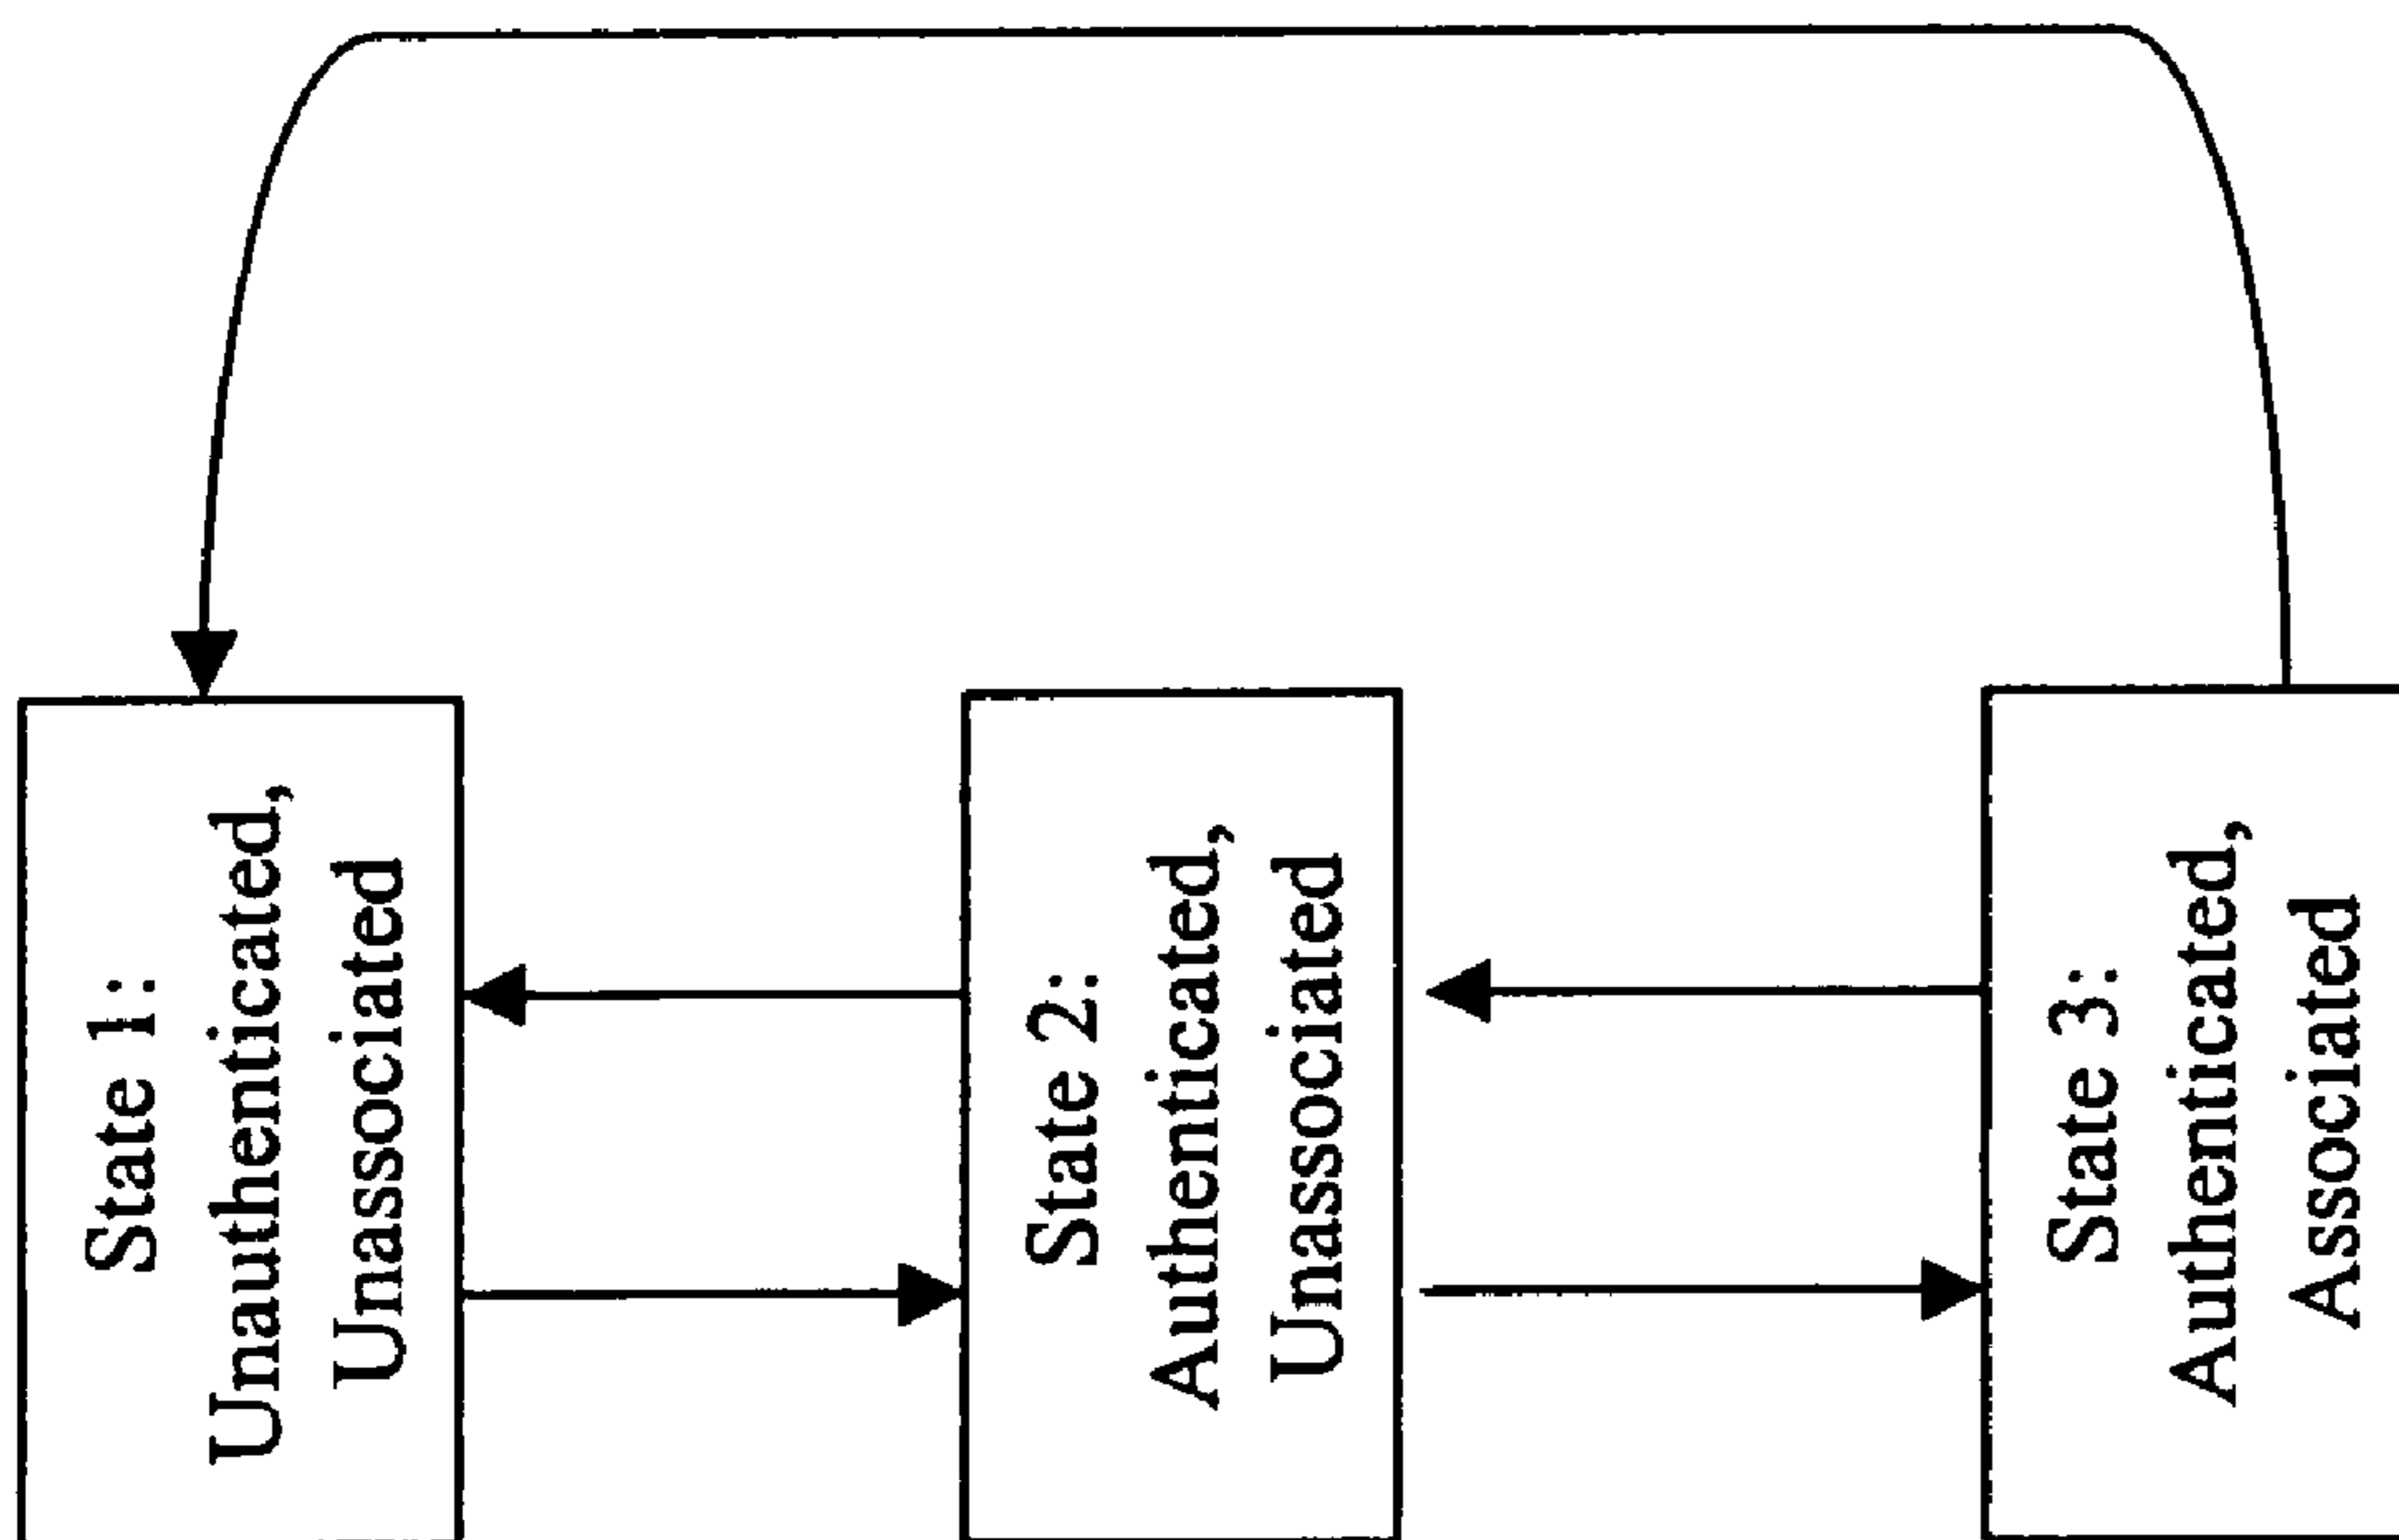 State 1:
Unauthenticated,
Unassociated
State 2:
Authenticated,
Unassociated
State 3:
Authenticated,
Associated